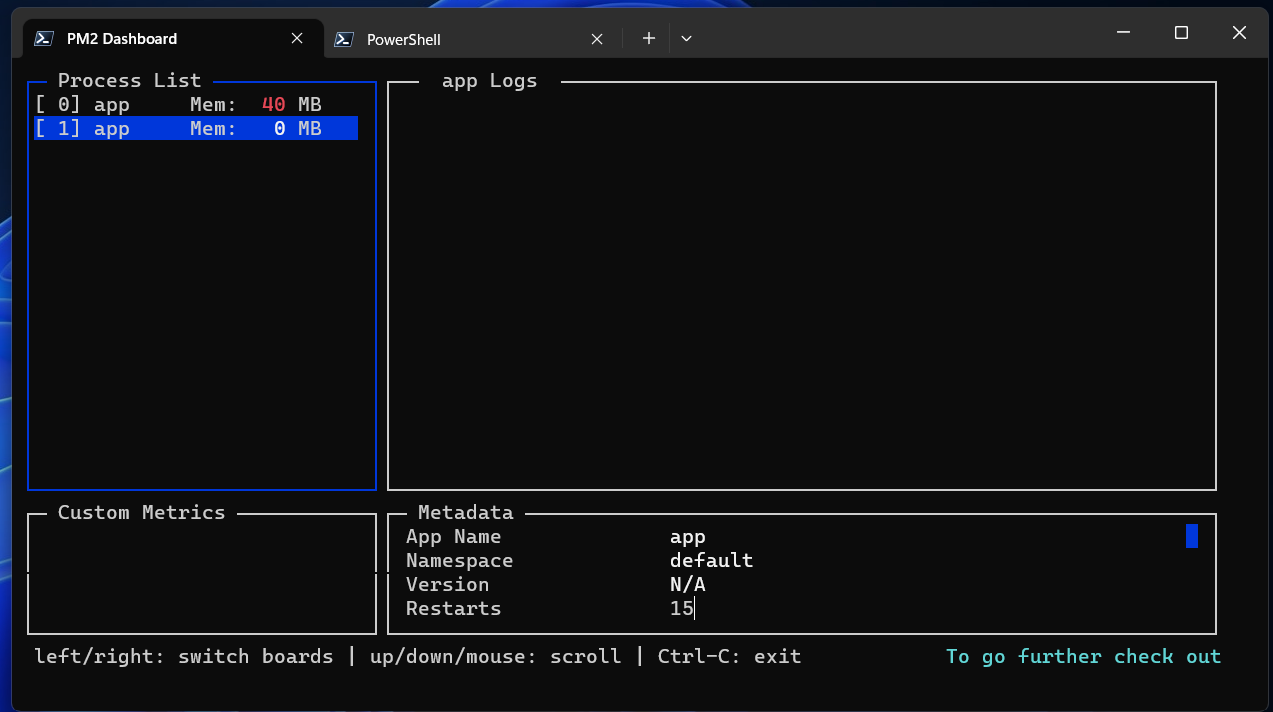 PM2 Dashboard
PowerShell
Process List
[ 0] app Mem: 40 MB
[ 1] app Mem: 0 MB
app Logs
Custom Metrics
Metadata
App Name app
Namespace default
Version N/A
Restarts 15
left/right: switch boards | up/down/mouse: scroll | Ctrl-C: exit To go further check out